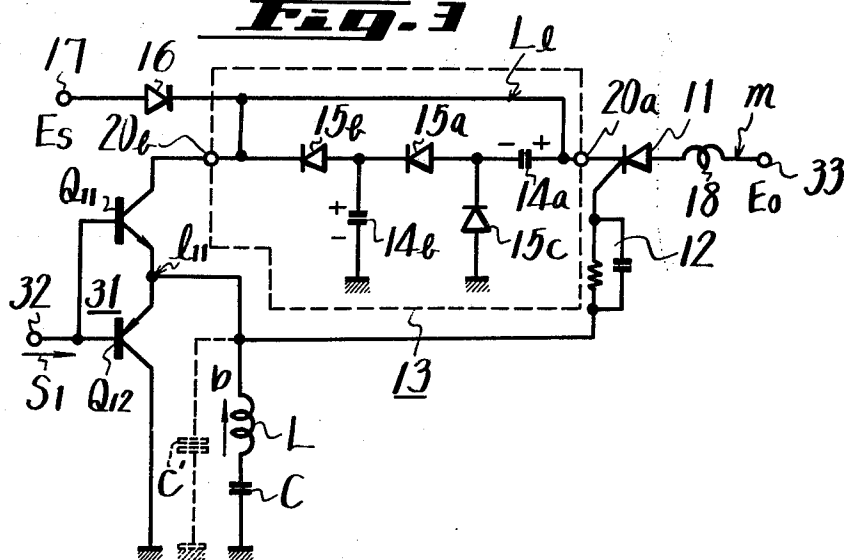 Fig. 3
17
16
Ll
Es
20b
15b
15a
20a
11
m
- +
33
Q11
14a
18
E0
+
-
14b
15c
12
l11
32
31
S1
Q12
13
b
L
C'
C